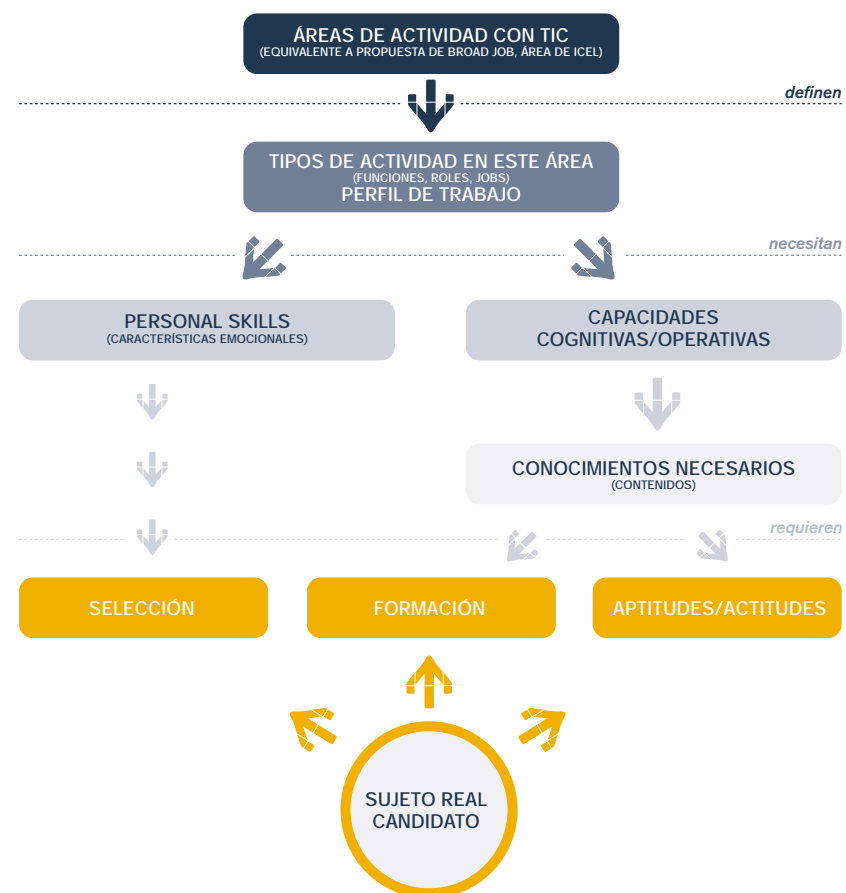 ÁREAS DE ACTIVIDAD CON TIC
(EQUIVALENTE A PROPUESTA DE BROAD JOB, ÁREA DE ICEL)
definen
TIPOS DE ACTIVIDAD EN ESTE ÁREA
(FUNCIONES, ROLES, JOBS)
PERFIL DE TRABAJO
necesitan
PERSONAL SKILLS
(CARACTERÍSTICAS EMOCIONALES)
CAPACIDADES
COGNITIVAS/OPERATIVAS
CONOCIMIENTOS NECESARIOS
(CONTENIDOS)
requieren
SELECCIÓN
FORMACIÓN
APTITUDES/ACTITUDES
SUJETO REAL
CANDIDATO